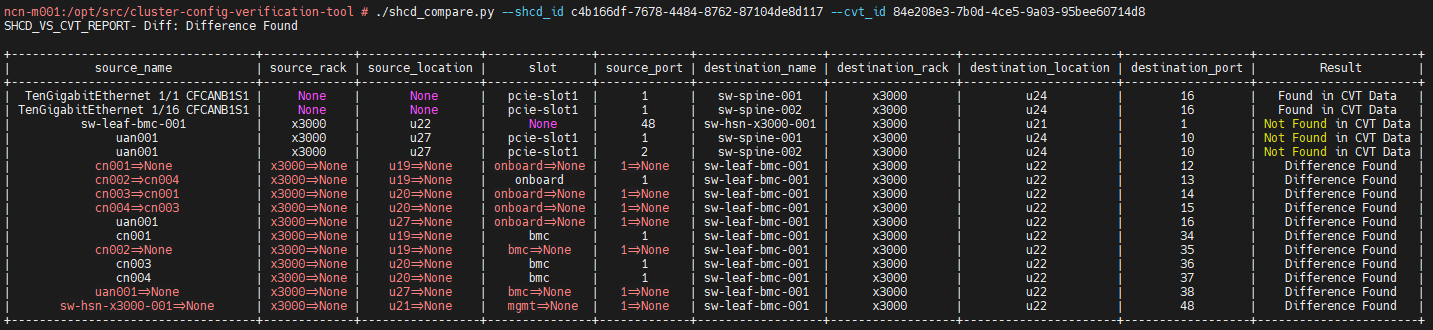 ncn-m001:/opt/src/cluster-config-verification-tool # ./shcd_compare.py --shcd_id c4b166df-7678-4484-8762-87104de8d117 --cvt_id 84e208e3-7b0d-4ce5-9a03-95bee60714d8
SHCD_VS_CVT_REPORT- Diff: Difference Found
| source_name | source_rack | source_location | slot | source_port | destination_name | destination_rack | destination_location | destination_port | Result |
| TenGigabitEthernet 1/1 CFCANB1S1 | None | None | pcie-slot1 | 1 | sw-spine-001 | x3000 | u24 | 16 | Found in CVT Data |
| TenGigabitEthernet 1/16 CFCANB1S1 | None | None | pcie-slot1 | 1 | sw-spine-002 | x3000 | u24 | 16 | Found in CVT Data |
| sw-leaf-bmc-001 | x3000 | u22 | None | 48 | sw-hsn-x3000-001 | x3000 | u21 | 1 | Not Found in CVT Data |
| uan001 | x3000 | u27 | pcie-slot1 | 1 | sw-spine-001 | x3000 | u24 | 10 | Not Found in CVT Data |
| uan001 | x3000 | u27 | pcie-slot1 | 2 | sw-spine-002 | x3000 | u24 | 10 | Not Found in CVT Data |
| cn001=>None | x3000=>None | u19=>None | onboard=>None | 1=>None | sw-leaf-bmc-001 | x3000 | u22 | 12 | Difference Found |
| cn002=>cn004 | x3000=>None | u19=>None | onboard | 1 | sw-leaf-bmc-001 | x3000 | u22 | 13 | Difference Found |
| cn003=>cn001 | x3000=>None | u20=>None | onboard=>None | 1=>None | sw-leaf-bmc-001 | x3000 | u22 | 14 | Difference Found |
| cn004=>cn003 | x3000=>None | u20=>None | onboard=>None | 1=>None | sw-leaf-bmc-001 | x3000 | u22 | 15 | Difference Found |
| uan001 | x3000=>None | u27=>None | onboard=>None | 1=>None | sw-leaf-bmc-001 | x3000 | u22 | 16 | Difference Found |
| cn001 | x3000=>None | u19=>None | bmc | 1 | sw-leaf-bmc-001 | x3000 | u22 | 34 | Difference Found |
| cn002=>None | x3000=>None | u19=>None | bmc=>None | 1=>None | sw-leaf-bmc-001 | x3000 | u22 | 35 | Difference Found |
| cn003 | x3000=>None | u20=>None | bmc | 1 | sw-leaf-bmc-001 | x3000 | u22 | 36 | Difference Found |
| cn004 | x3000=>None | u20=>None | bmc | 1 | sw-leaf-bmc-001 | x3000 | u22 | 37 | Difference Found |
| uan001=>None | x3000=>None | u27=>None | bmc=>None | 1=>None | sw-leaf-bmc-001 | x3000 | u22 | 38 | Difference Found |
| sw-hsn-x3000-001=>None | x3000=>None | u21=>None | mgmt=>None | 1=>None | sw-leaf-bmc-001 | x3000 | u22 | 48 | Difference Found |